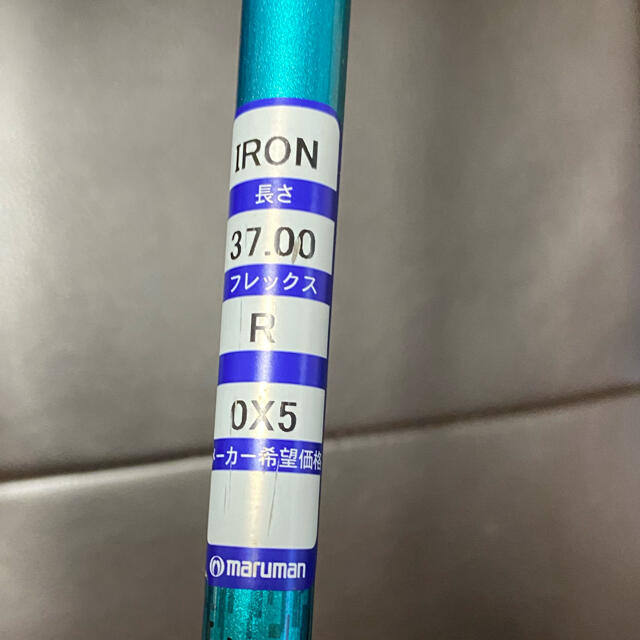 IRON
長さ
37.00
フレックス
R
0X5
メーカー希望価格
maruman